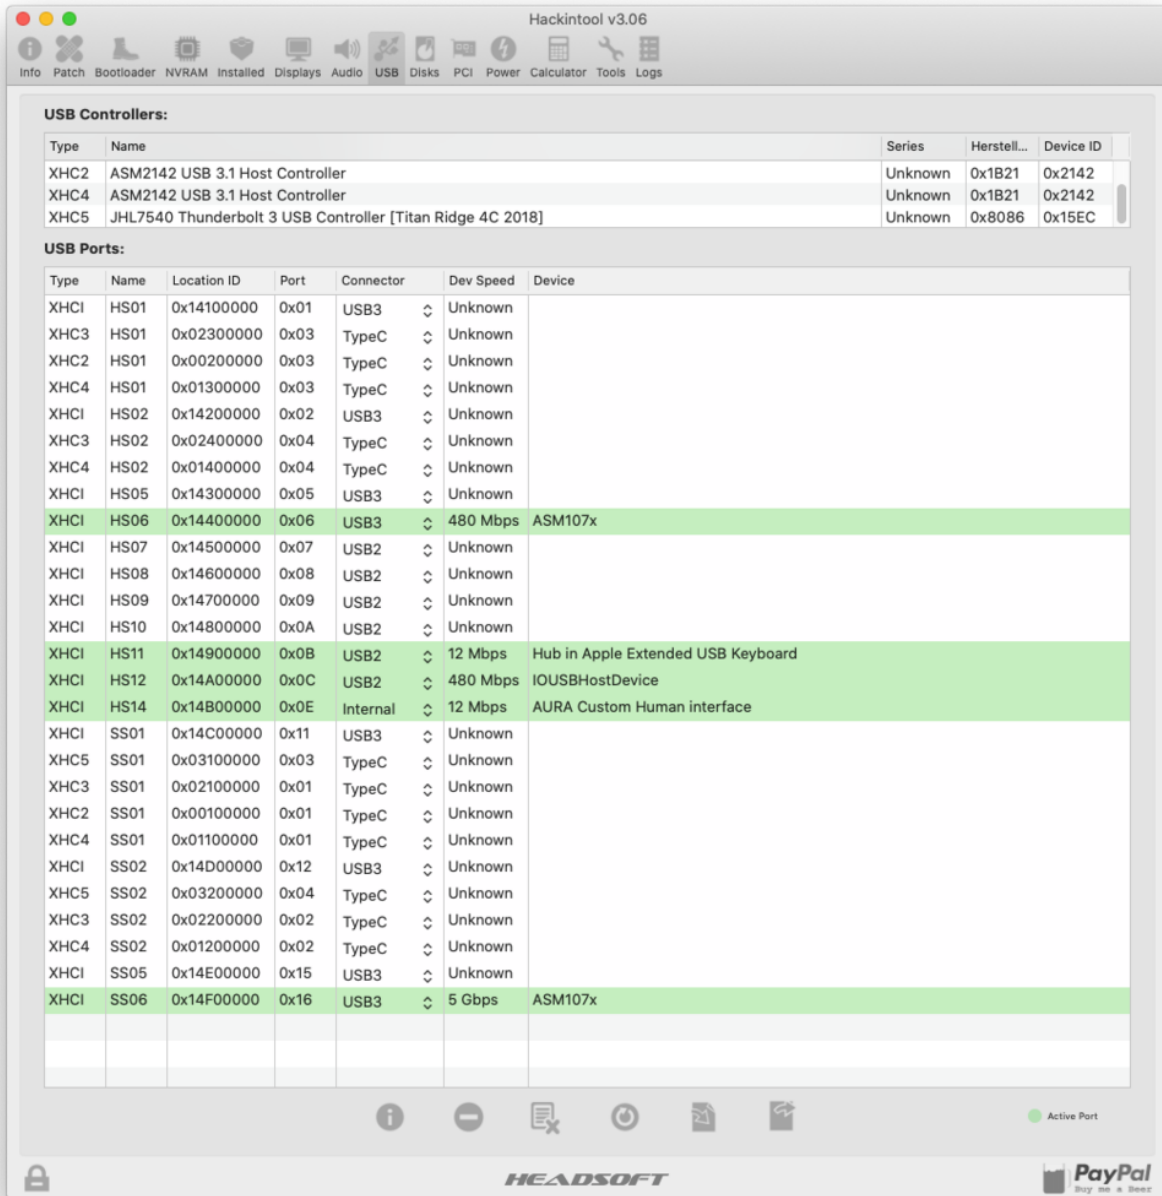 Hackintool v3.06
Info Patch Bootloader NVRAM Installed Displays Audio USB Disks PCI Power Calculator Tools Logs
USB Controllers:
Type Name Series Herstell... Device ID
XHC2 ASM2142 USB 3.1 Host Controller Unknown 0x1B21 0x2142
XHC4 ASM2142 USB 3.1 Host Controller Unknown 0x1B21 0x2142
XHC5 JHL7540 Thunderbolt 3 USB Controller [Titan Ridge 4C 2018] Unknown 0x8086 0x15EC
USB Ports:
Type Name Location ID Port Connector Dev Speed Device
XHCI HS01 0x14100000 0x01 USB3 Unknown
XHC3 HS01 0x02300000 0x03 TypeC Unknown
XHC2 HS01 0x00200000 0x03 TypeC Unknown
XHC4 HS01 0x01300000 0x03 TypeC Unknown
XHCI HS02 0x14200000 0x02 USB3 Unknown
XHC3 HS02 0x02400000 0x04 TypeC Unknown
XHC4 HS02 0x01400000 0x04 TypeC Unknown
XHCI HS05 0x14300000 0x05 USB3 Unknown
XHCI HS06 0x14400000 0x06 USB3 480 Mbps ASM107x
XHCI HS07 0x14500000 0x07 USB2 Unknown
XHCI HS08 0x14600000 0x08 USB2 Unknown
XHCI HS09 0x14700000 0x09 USB2 Unknown
XHCI HS10 0x14800000 0x0A USB2 Unknown
XHCI HS11 0x14900000 0x0B USB2 12 Mbps Hub in Apple Extended USB Keyboard
XHCI HS12 0x14A00000 0x0C USB2 480 Mbps IOUSBHostDevice
XHCI HS14 0x14B00000 0x0E Internal 12 Mbps AURA Custom Human interface
XHCI SS01 0x14C00000 0x11 USB3 Unknown
XHC5 SS01 0x03100000 0x03 TypeC Unknown
XHC3 SS01 0x02100000 0x01 TypeC Unknown
XHC2 SS01 0x00100000 0x01 TypeC Unknown
XHC4 SS01 0x01100000 0x01 TypeC Unknown
XHCI SS02 0x14D00000 0x12 USB3 Unknown
XHC5 SS02 0x03200000 0x04 TypeC Unknown
XHC3 SS02 0x02200000 0x02 TypeC Unknown
XHC4 SS02 0x01200000 0x02 TypeC Unknown
XHCI SS05 0x14E00000 0x15 USB3 Unknown
XHCI SS06 0x14F00000 0x16 USB3 5 Gbps ASM107x
Active Port
HEADSOFT
PayPal
Buy me a Beer